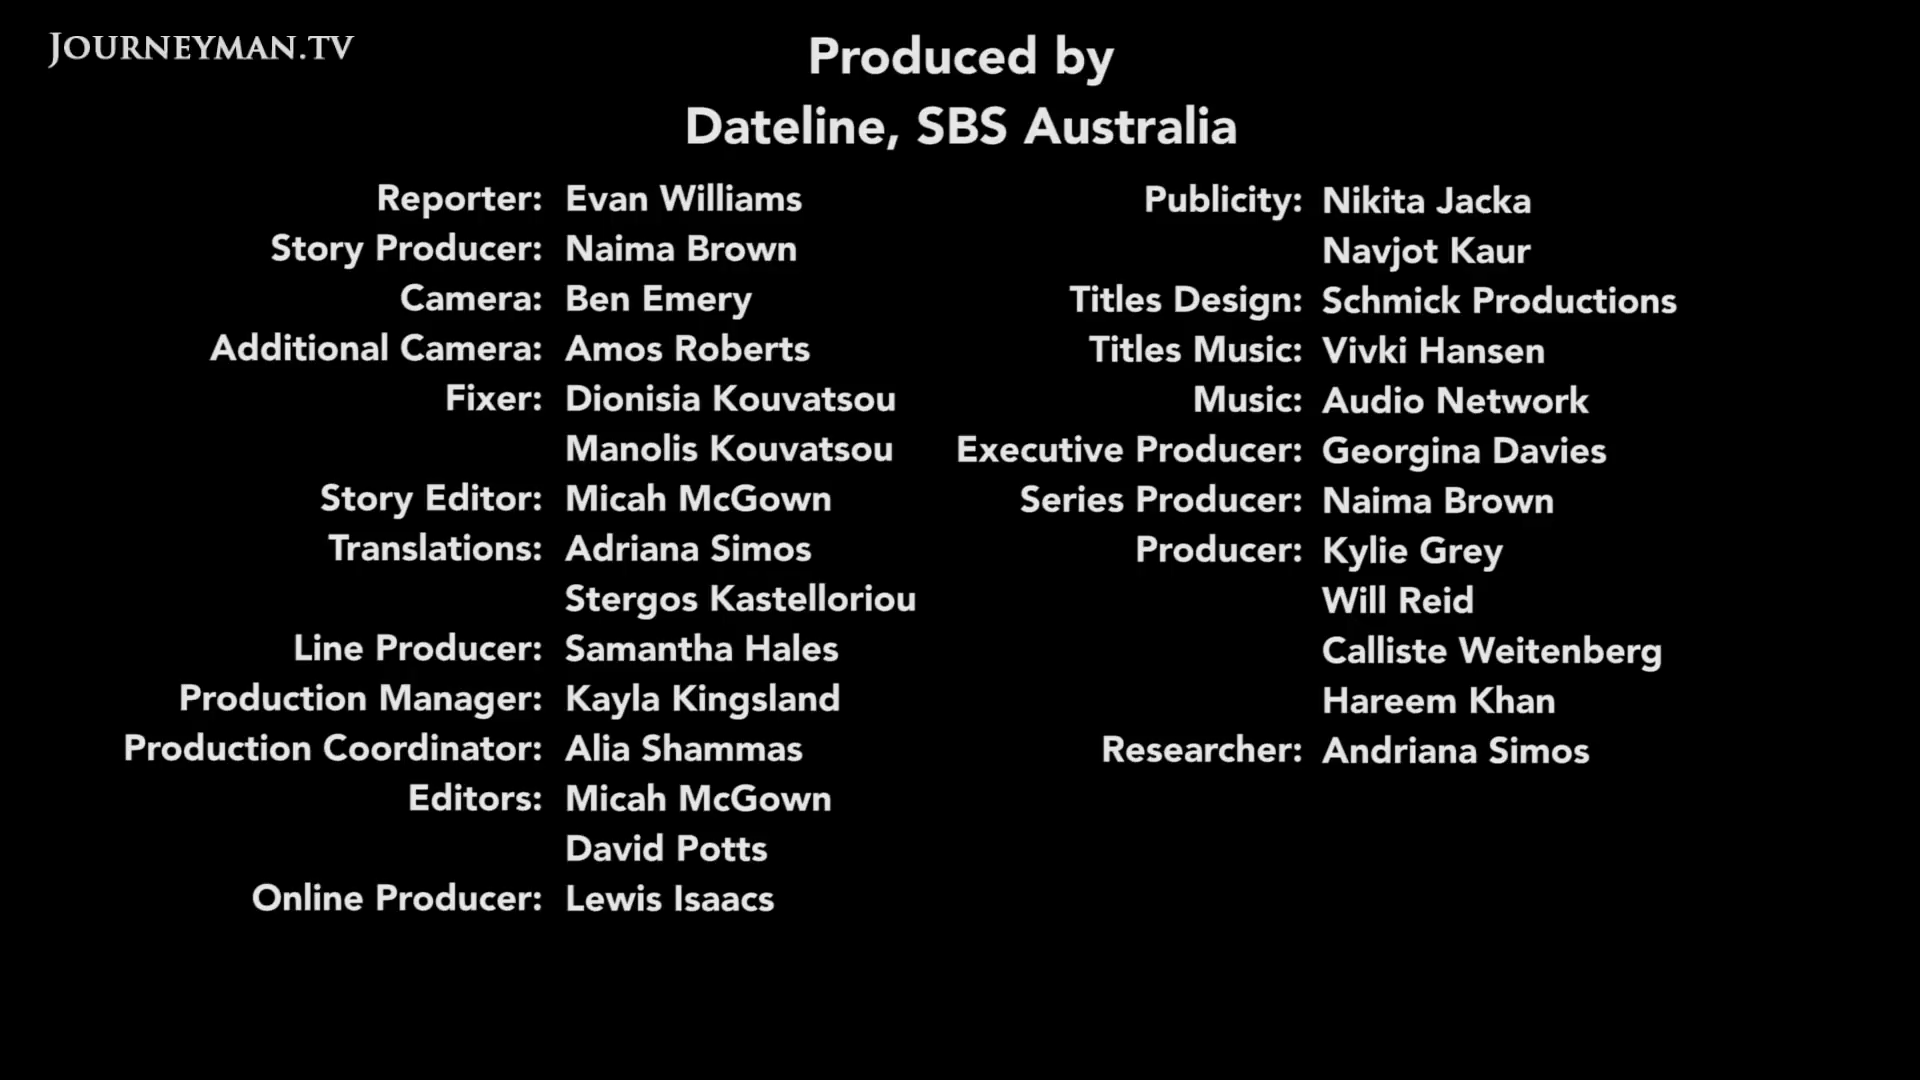 JOURNEYMAN.TV
Produced by
Dateline, SBS Australia
Reporter: Evan Williams
Story Producer: Naima Brown
Camera: Ben Emery
Additional Camera: Amos Roberts
Fixer: Dionisia Kouvatsou
Manolis Kouvatsou
Story Editor: Micah McGown
Translations: Adriana Simos
Stergos Kastelloriou
Line Producer: Samantha Hales
Production Manager: Kayla Kingsland
Production Coordinator: Alia Shammas
Editors: Micah McGown
David Potts
Online Producer: Lewis Isaacs
Publicity: Nikita Jacka
Navjot Kaur
Titles Design: Schmick Productions
Titles Music: Vivki Hansen
Music: Audio Network
Executive Producer: Georgina Davies
Series Producer: Naima Brown
Producer: Kylie Grey
Will Reid
Calliste Weitenberg
Hareem Khan
Researcher: Andriana Simos